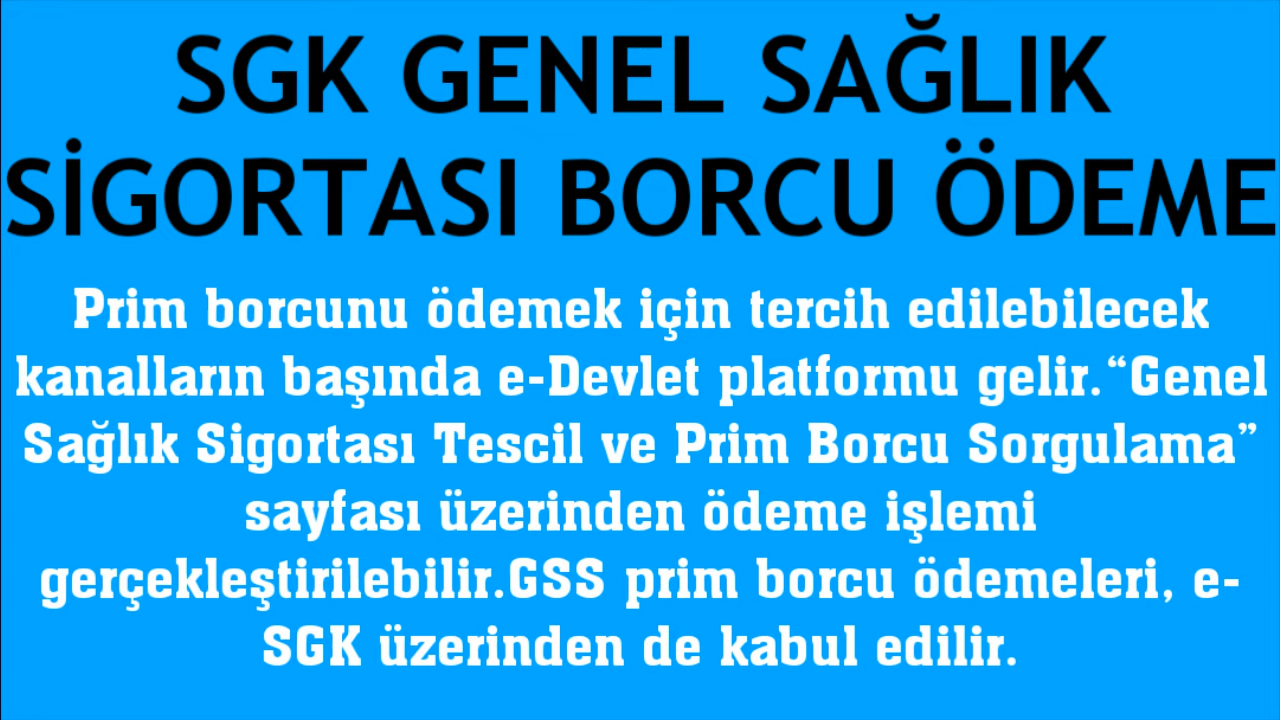 SGK GENEL SAĞLIK
SİGORTASI BORCU ÖDEME
Prim borcunu ödemek için tercih edilebilecek
kanalların başında e-Devlet platformu gelir.“Genel
Sağlık Sigortası Tescil ve Prim Borcu Sorgulama”
sayfası üzerinden ödeme işlemi
gerçekleştirilebilir.GSS prim borcu ödemeleri, e-
SGK üzerinden de kabul edilir.